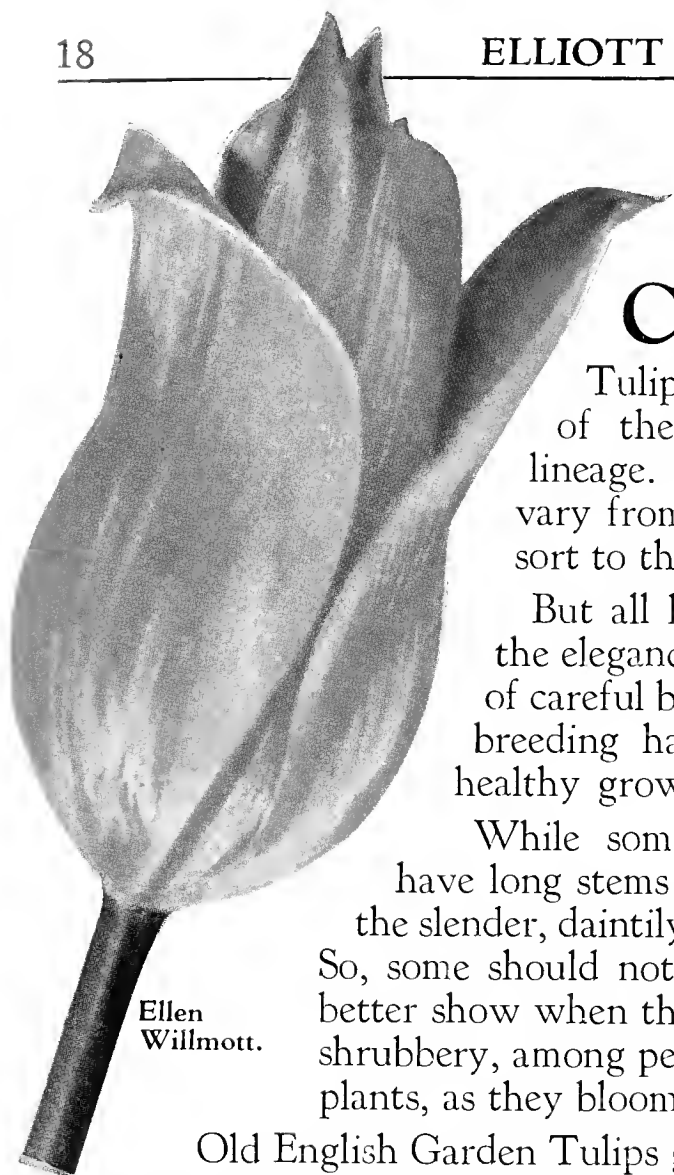 18 ELLIOTT
Tulip
of the
lineage.
vary from
sort to th
But all
the eleganc
of careful b
breeding ha
healthy grow
While som
have long stems
the slender, daintily
So, some should not
better show when th
shrubbery, among pe
plants, as they bloom
Old English Garden Tulips
Ellen
Willmott.